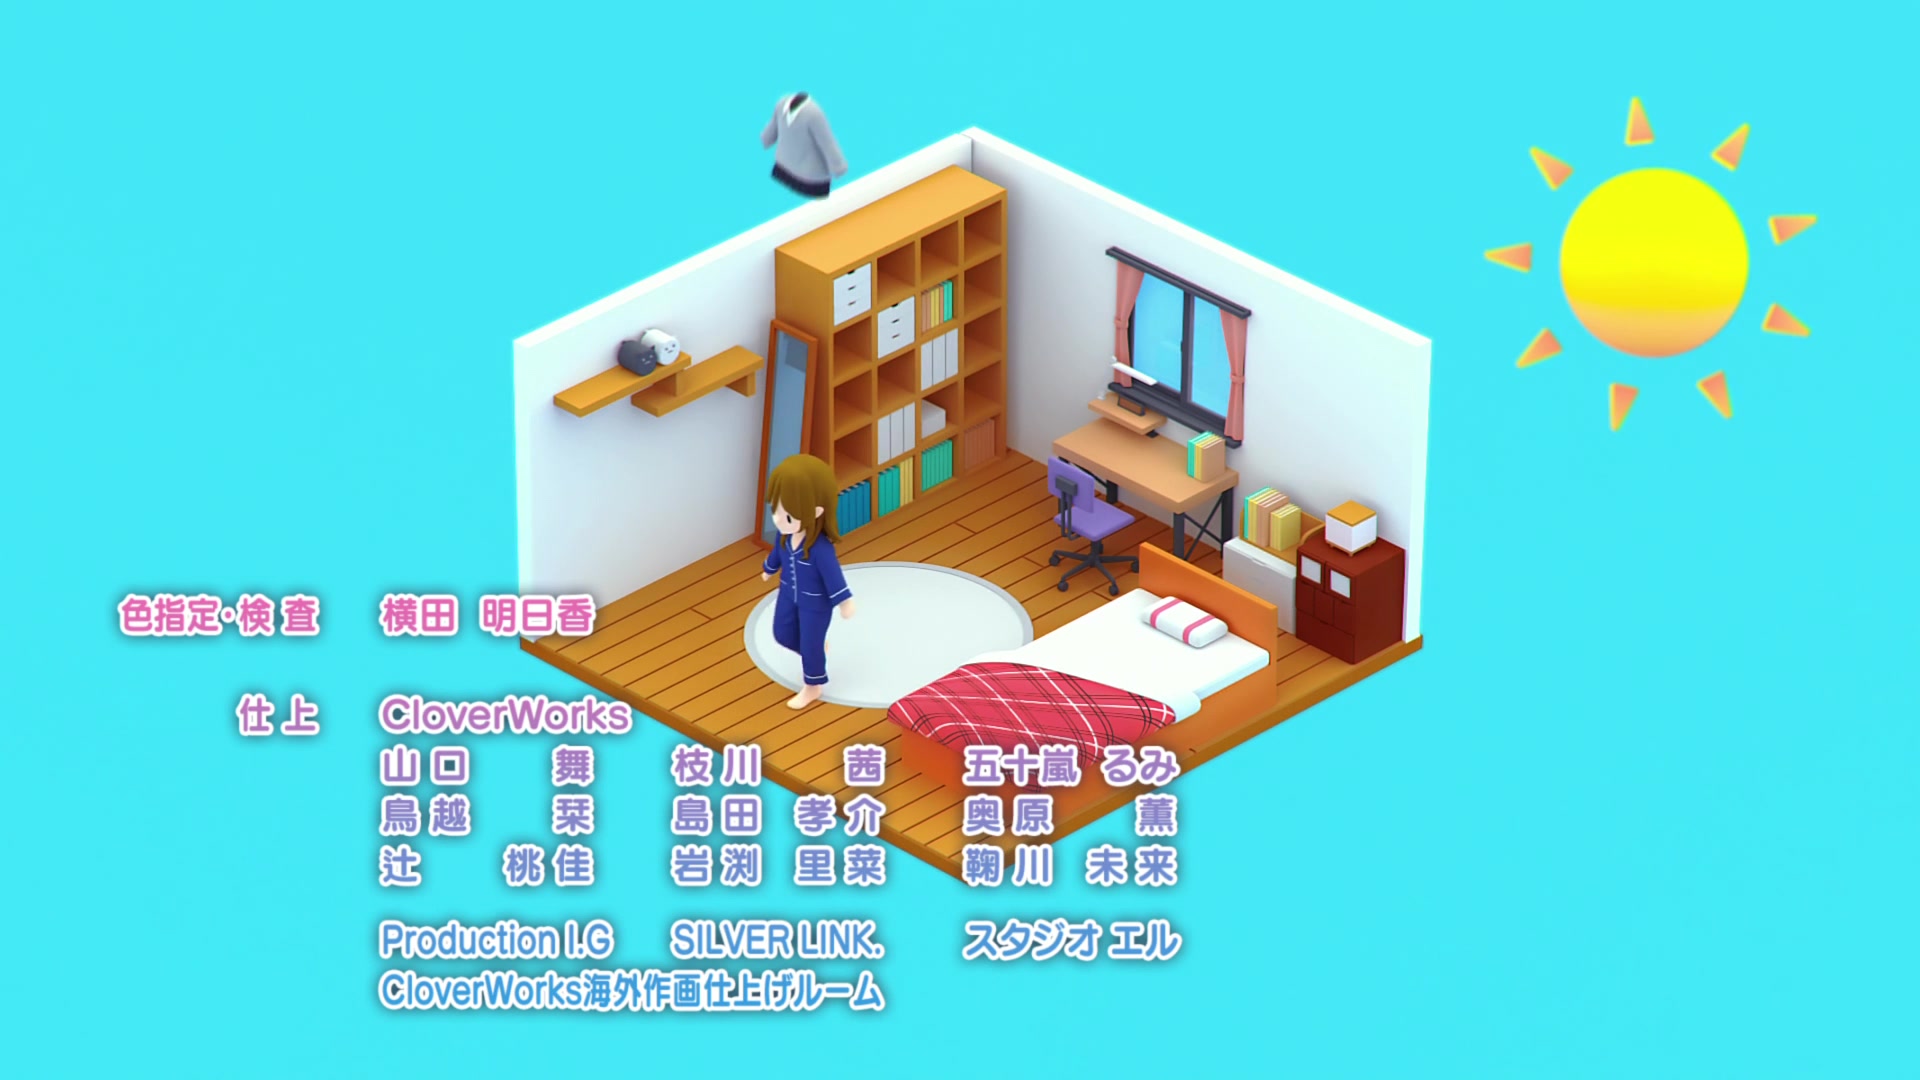 色指定・検査 横田 明日香
仕上 CloverWorks
山口 舞 枝川 茜 五十嵐 るみ
鳥越 栞 島田 孝介 奥原 薫
辻 桃佳 岩渕 里菜 鞠川 未来
Production I.G SILVER LINK. スタジオ エル
CloverWorks海外作画仕上げルーム